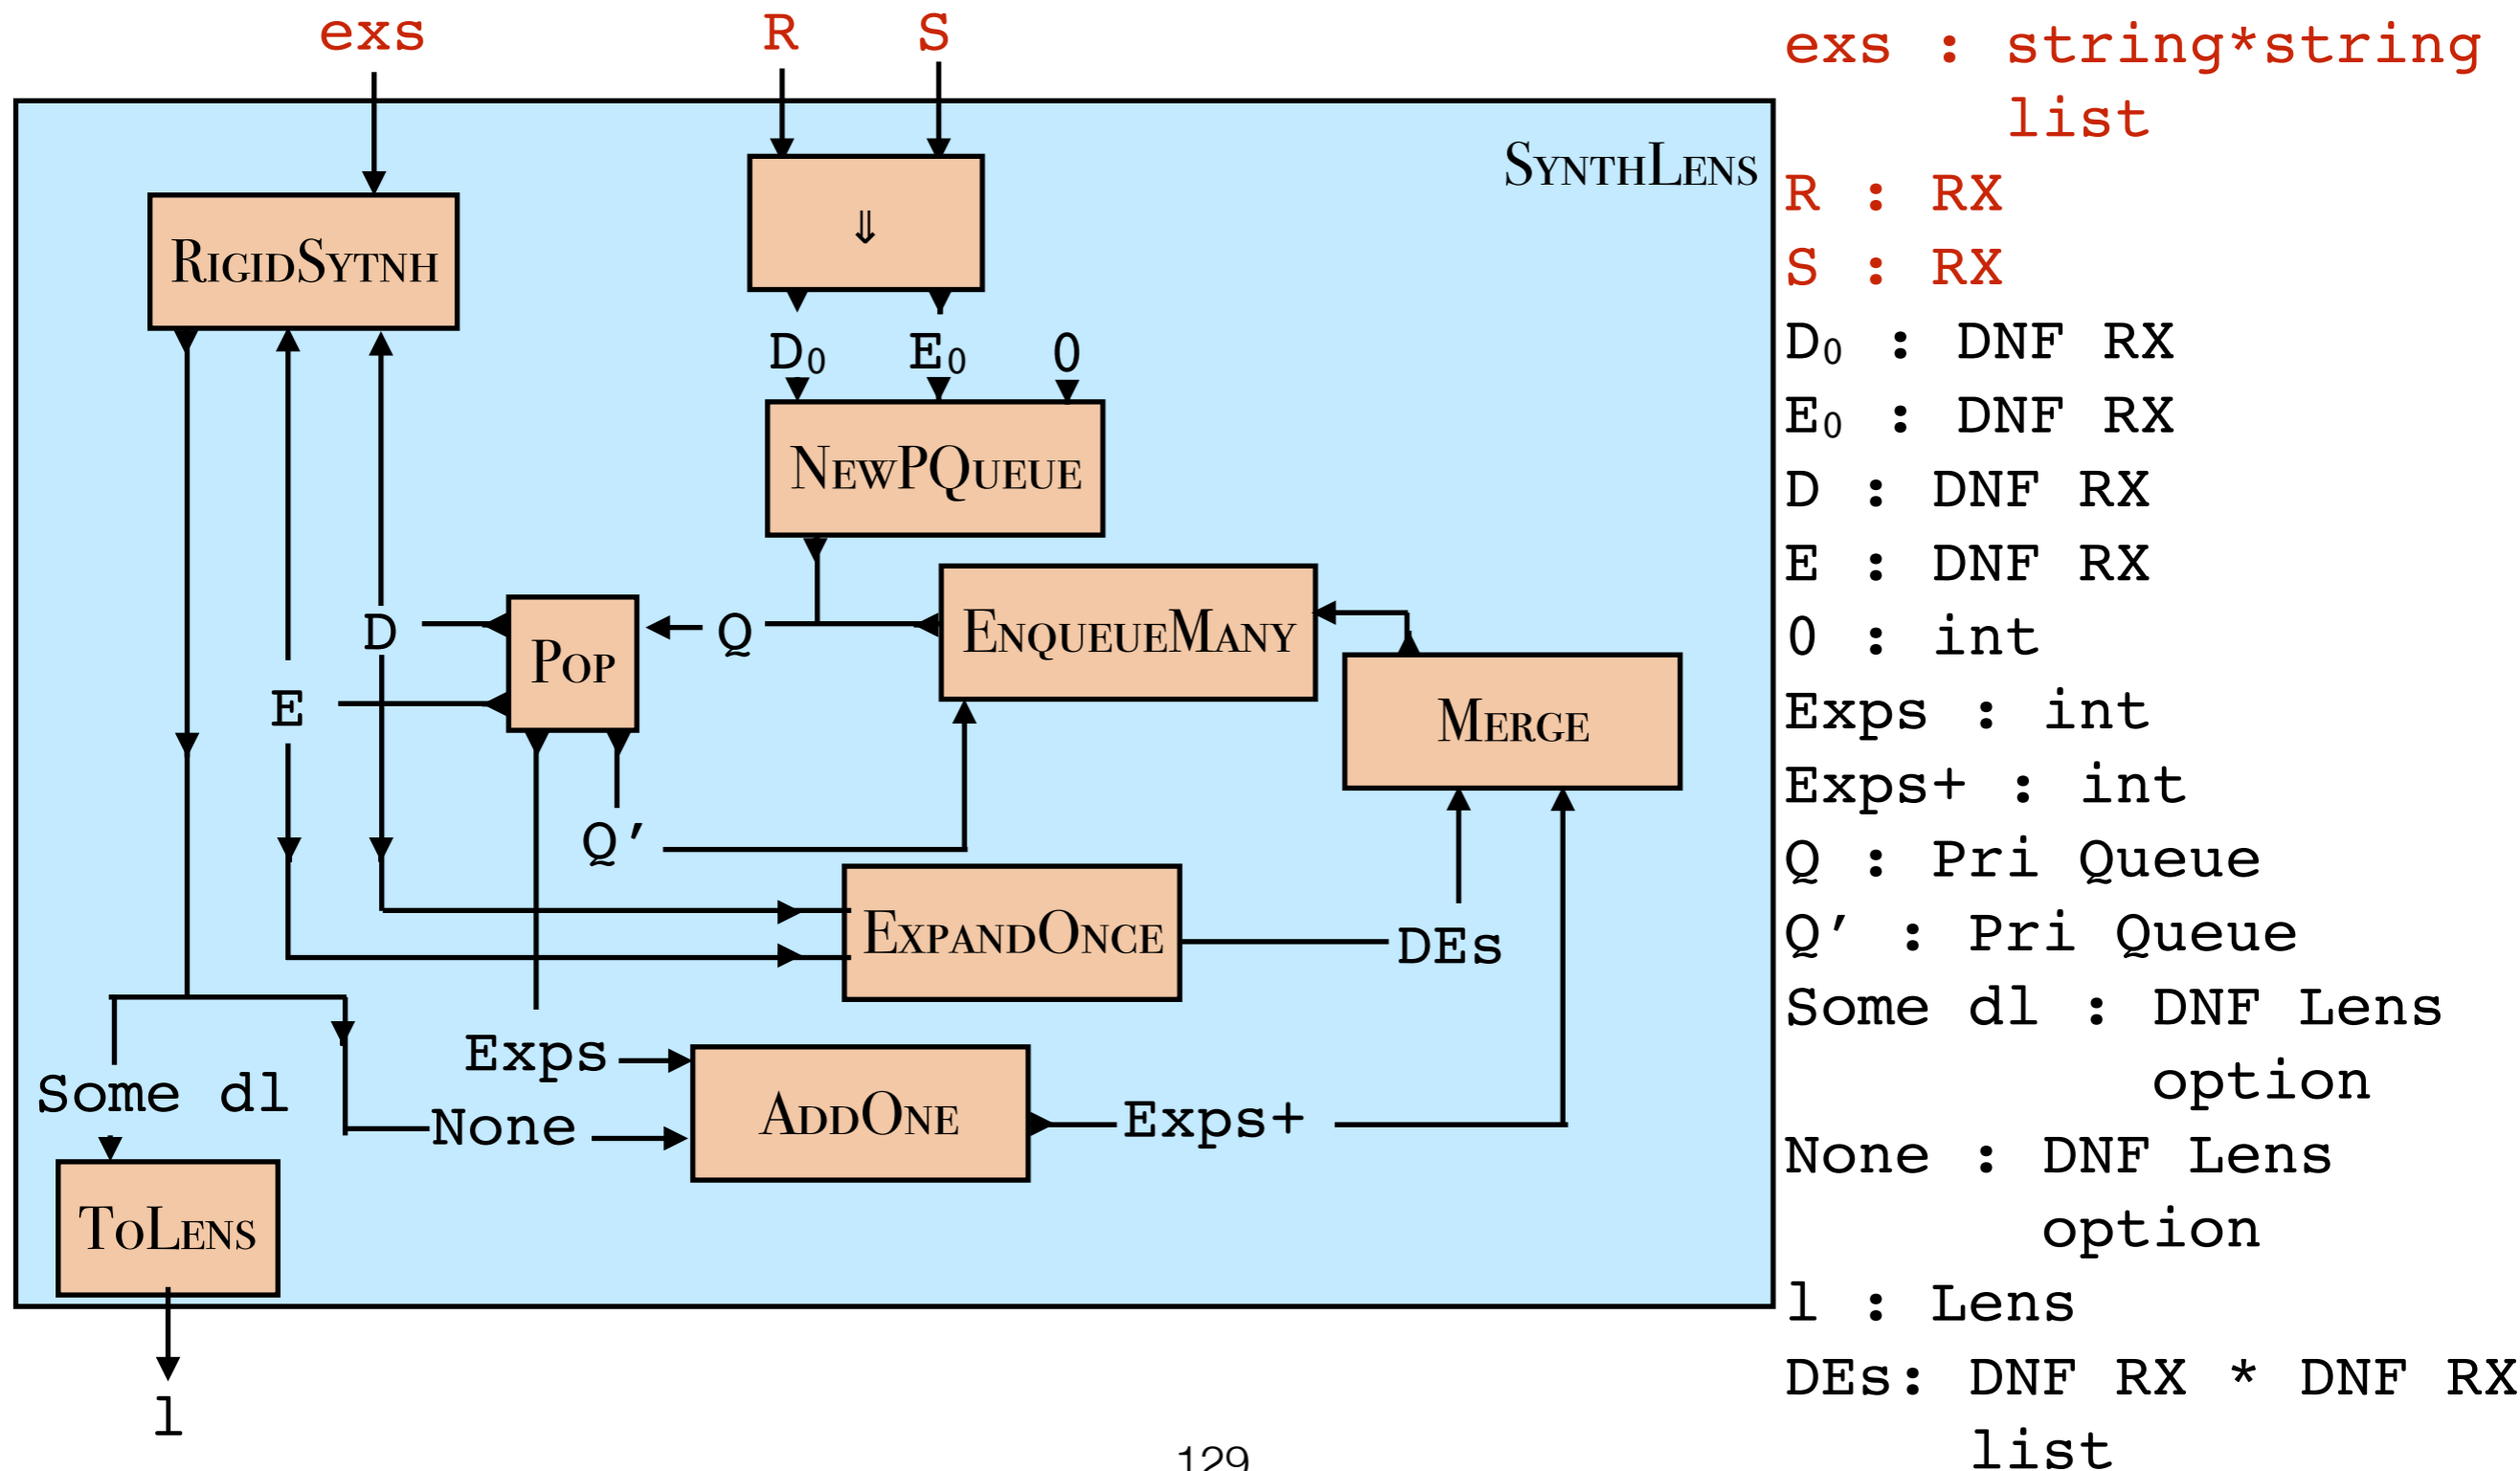 exs
R
S
SynthLens
RigidSytnh
⇓
D₀
E₀
0
NewPQueue
D
Pop
Q
EnqueueMany
E
Merge
Q’
ExpandOnce
DEs
Exps
Some dl
None
AddOne
Exps+
ToLens
l
129
exs : string*string
list
R : RX
S : RX
D₀ : DNF RX
E₀ : DNF RX
D : DNF RX
E : DNF RX
0 : int
Exps : int
Exps+ : int
Q : Pri Queue
Q’ : Pri Queue
Some dl : DNF Lens
option
None : DNF Lens
option
l : Lens
DEs: DNF RX * DNF RX
list